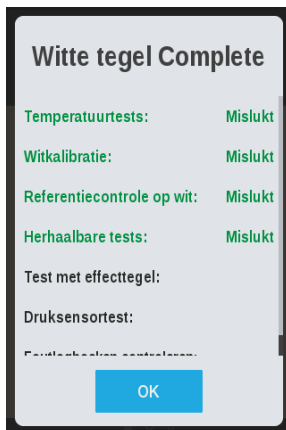 Witte tegel Complete
Temperatuurtests: Mislukt
Witkalibratie: Mislukt
Referentiecontrole op wit: Mislukt
Herhaalbare tests: Mislukt
Test met effecttegel:
Druksensortest:
OK